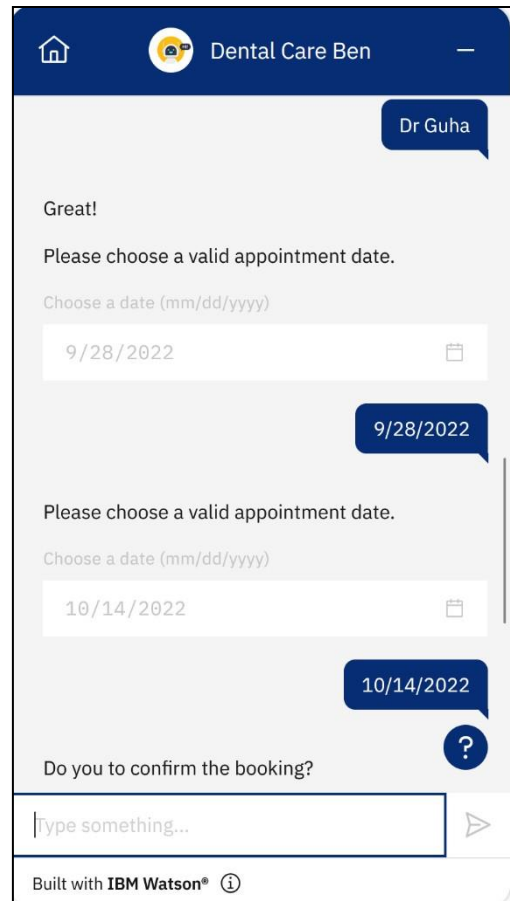 Dental Care Ben
Dr Guha
Great!
Please choose a valid appointment date.
Choose a date (mm/dd/yyyy)
9/28/2022
9/28/2022
Please choose a valid appointment date.
Choose a date (mm/dd/yyyy)
10/14/2022
10/14/2022
?
Do you to confirm the booking?
Type something...
Built with IBM Watson®